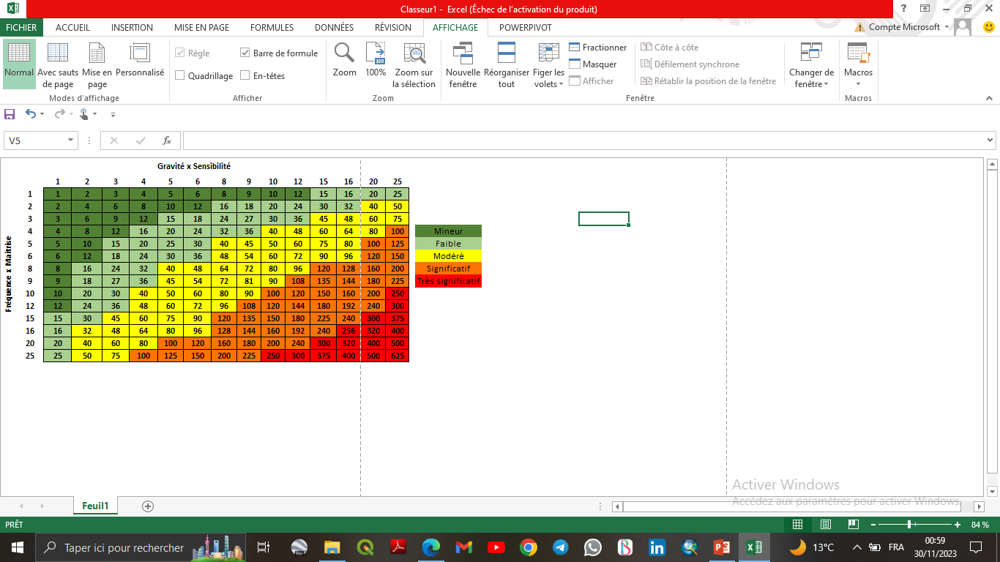 Classeur1 - Excel (Échec de l'activation du produit)
FICHIER ACCUEIL INSERTION MISE EN PAGE FORMULES DONNÉES RÉVISION AFFICHAGE POWERPIVOT Compte Microsoft
Normal Avec sauts de page Mise en page Personnalisé
Modes d'affichage
Règle Barre de formule
Quadrillage En-têtes
Afficher
Zoom 100% Zoom sur la sélection
Zoom
Nouvelle fenêtre Réorganiser tout Figer les volets
Fractionner
Masquer
Afficher
Côte à côte
Défilement synchrone
Rétablir la position de la fenêtre
Fenêtre
Changer de fenêtre
Macros
Macros
V5 fx
Gravité x Sensibilité
1 2 3 4 5 6 8 9 10 12 15 16 20 25
Fréquence x Maitrise
1 1 2 3 4 5 6 8 9 10 12 15 16 20 25
2 2 4 6 8 10 12 16 18 20 24 30 32 40 50
3 3 6 9 12 15 18 24 27 30 36 45 48 60 75
4 4 8 12 16 20 24 32 36 40 48 60 64 80 100
5 5 10 15 20 25 30 40 45 50 60 75 80 100 125
6 6 12 18 24 30 36 48 54 60 72 90 96 120 150
8 8 16 24 32 40 48 64 72 80 96 120 128 160 200
9 9 18 27 36 45 54 72 81 90 108 135 144 180 225
10 10 20 30 40 50 60 80 90 100 120 150 160 200 250
12 12 24 36 48 60 72 96 108 120 144 180 192 240 300
15 15 30 45 60 75 90 120 135 150 180 225 240 300 375
16 16 32 48 64 80 96 128 144 160 192 240 256 320 400
20 20 40 60 80 100 120 160 180 200 240 300 320 400 500
25 25 50 75 100 125 150 200 225 250 300 375 400 500 625
Mineur
Faible
Modéré
Significatif
Très significatif
Activer Windows
Accédez aux paramètres pour activer Windows.
Feuil1
PRÊT 84 %
Taper ici pour rechercher
13°C FRA 00:59
30/11/2023